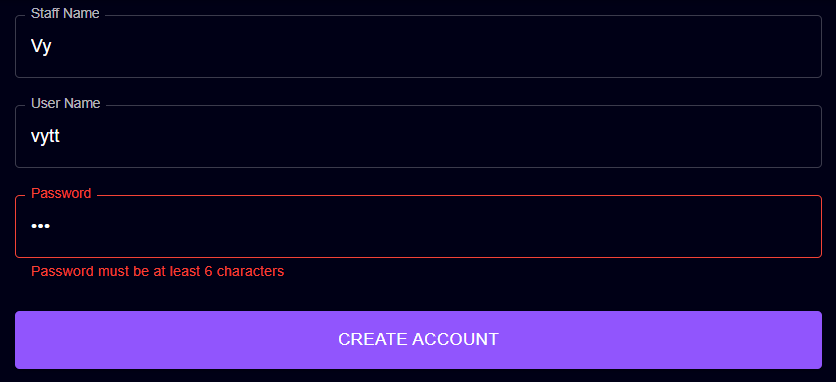 Staff Name
Vy
User Name
vytt
Password
•••
Password must be at least 6 characters
CREATE ACCOUNT